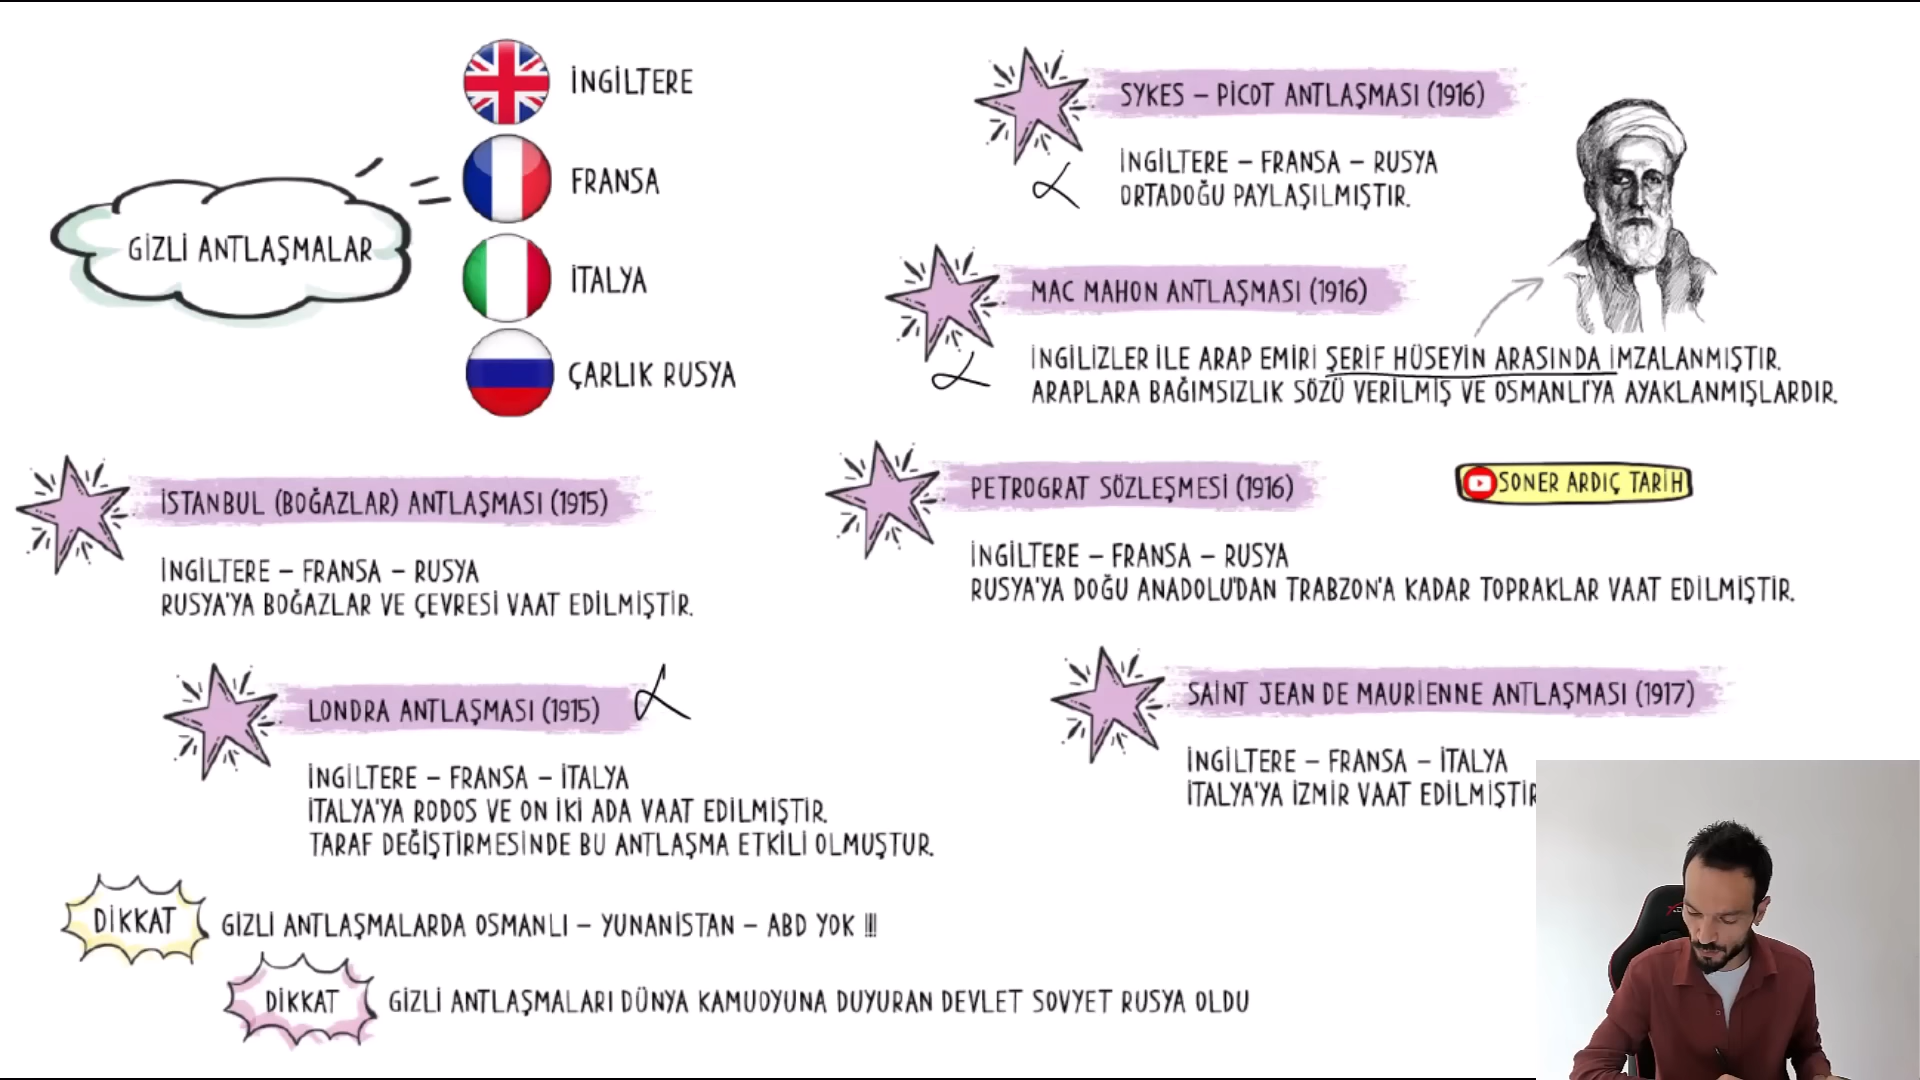 GİZLİ ANTLAŞMALAR
İNGİLTERE
FRANSA
İTALYA
ÇARLIK RUSYA
İSTANBUL (BOĞAZLAR) ANTLAŞMASI (1915)
İNGİLTERE – FRANSA – RUSYA
RUSYA'YA BOĞAZLAR VE ÇEVRESİ VAAT EDİLMİŞTİR.
LONDRA ANTLAŞMASI (1915)
İNGİLTERE – FRANSA – İTALYA
İTALYA'YA RODOS VE ON İKİ ADA VAAT EDİLMİŞTİR.
TARAF DEĞİŞTİRMESİNDE BU ANTLAŞMA ETKİLİ OLMUŞTUR.
SYKES – PİCOT ANTLAŞMASI (1916)
İNGİLTERE – FRANSA – RUSYA
ORTADOĞU PAYLAŞILMIŞTIR.
MAC MAHON ANTLAŞMASI (1916)
İNGİLİZLER İLE ARAP EMİRİ ŞERİF HÜSEYİN ARASINDA İMZALANMIŞTIR.
ARAPLARA BAĞIMSIZLIK SÖZÜ VERİLMİŞ VE OSMANLI'YA AYAKLANMIŞLARDIR.
PETROGRAT SÖZLEŞMESİ (1916)
SONER ARDIÇ TARİH
İNGİLTERE – FRANSA – RUSYA
RUSYA'YA DOĞU ANADOLU'DAN TRABZON'A KADAR TOPRAKLAR VAAT EDİLMİŞTİR.
SAINT JEAN DE MAURİENNE ANTLAŞMASI (1917)
İNGİLTERE – FRANSA – İTALYA
İTALYA'YA İZMİR VAAT EDİLMİŞTİR
DİKKAT GİZLİ ANTLAŞMALARDA OSMANLI – YUNANİSTAN – ABD YOK !!!
DİKKAT GİZLİ ANTLAŞMALARI DÜNYA KAMUOYUNA DUYURAN DEVLET SOVYET RUSYA OLDU